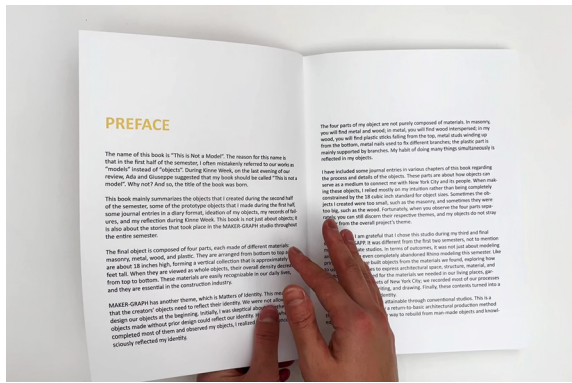 PREFACE
The name of this book is "This is Not a Model". The reason for this name
is that in the first half of the semester, I often mistakenly referred to our works as
"models" instead of "objects". During Kinne Week, on the last evening of our
review, Ada and Giuseppe suggested that my book should be called "This is not a
model". Why not? And so, the title of the book was born.
This book mainly summarizes the objects that I created during the second half
of the semester, some of the prototype objects that I made during the first half,
some journal entries in a diary format, ideation of my objects, my records of fail-
ures, and my reflection during Kinne Week. This book is not just about objects; it
is also about the stories that took place in the MAKER-GRAPH studio throughout
the entire semester.
The final object is composed of four parts, each made of different materials:
masonry, metal, wood, and plastic. They are arranged from bottom to top
are about 18 inches high, forming a vertical collection that is approximately
feet tall. When they are viewed as whole objects, their overall density
from top to bottom. These materials are easily recognizable in our daily lives,
and they are essential in the construction industry.
MAKER-GRAPH has another theme, which is Matters of Identity. This
that the creators' objects need to reflect their identity. We were not
design our objects at the beginning. Initially, I was skeptical
objects made without prior design could reflect our identity.
completed most of them and observed my objects, I realized
sciously reflected my identity.
The four parts of my object are not purely composed of materials. In masonry,
you will find metal and wood, in metal, you will find wood interspersed; in my
wood, you will find plastic sticks falling from the top, metal studs winding up
from the bottom, metal nails used to fix different branches; the plastic part is
mainly supported by branches. My habit of doing many things simultaneously is
reflected in my objects.
I have included some journal entries in various chapters of this book regarding
the process and details of the objects. These parts are about how objects can
serve as a medium to connect me with New York City and its people. When mak-
ing these objects, I relied mostly on my intuition rather than being completely
constrained by the 18 cubic inch standard for object sizes. Sometimes the ob-
jects I created were too small, such as the masonry, and sometimes they were
too big, such as the wood. Fortunately, when you observe the four parts sepa-
rately, you can still discern their respective themes, and my objects do not stray
from the overall project's theme.
I am grateful that I chose this studio during my third and final
GSAPP. It was different from the first two semesters, not to mention
studios, in terms of outcomes, it was not just about modeling
even completely abandoned Rhino modeling this semester. Like
built objects from the materials we found, exploring how
to express architectural space, structure, material, and
for the materials we needed in our living places, gar-
of New York City; we recorded most of our processes
and drawing. Finally, these contents turned into a
identity.
attainable through conventional studios. This is a
a return-to-basic architectural production method
way to rebuild from man-made objects and knowl-